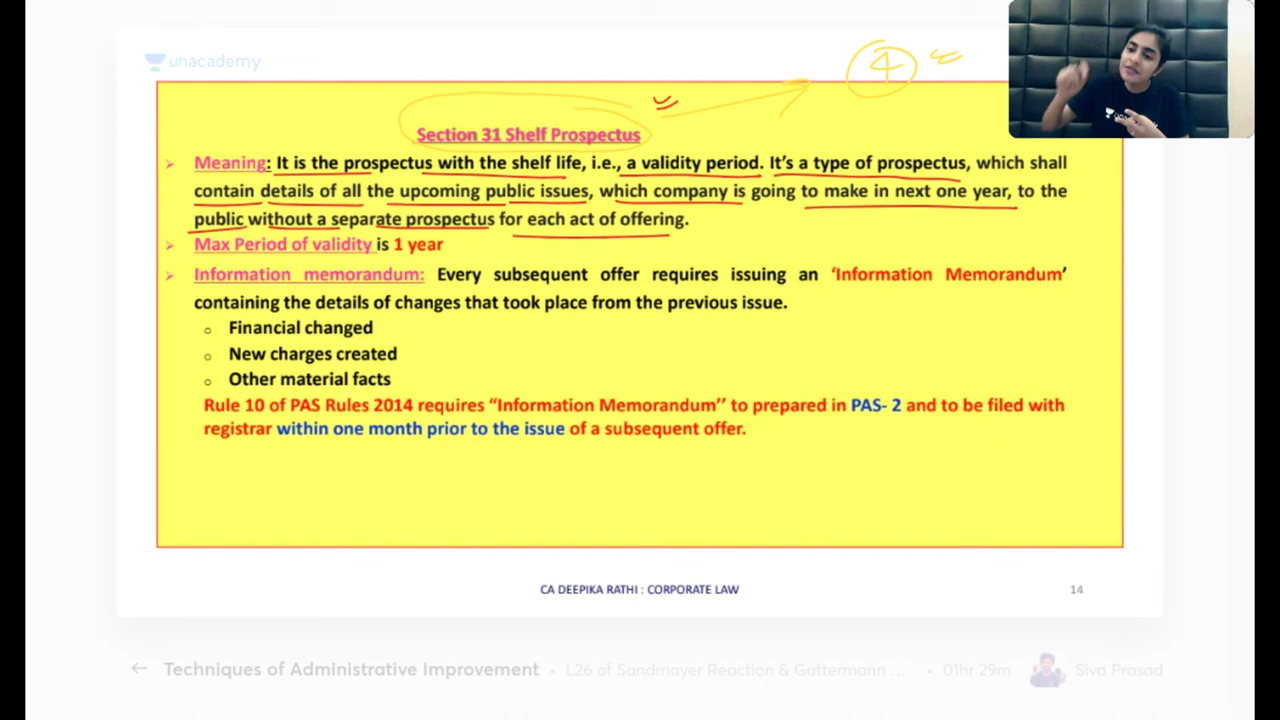 unacademy
4
Section 31 Shelf Prospectus
➢ Meaning: It is the prospectus with the shelf life, i.e., a validity period. It's a type of prospectus, which shall
contain details of all the upcoming public issues, which company is going to make in next one year, to the
public without a separate prospectus for each act of offering.
➢ Max Period of validity is 1 year
➢ Information memorandum: Every subsequent offer requires issuing an 'Information Memorandum'
containing the details of changes that took place from the previous issue.
o Financial changed
o New charges created
o Other material facts
Rule 10 of PAS Rules 2014 requires "Information Memorandum'' to prepared in PAS- 2 and to be filed with
registrar within one month prior to the issue of a subsequent offer.
CA DEEPIKA RATHI : CORPORATE LAW 14
← Techniques of Administrative Improvement • L26 of Sandmayer Reaction & Gattermann ... • 01hr 29m Siva Prasad